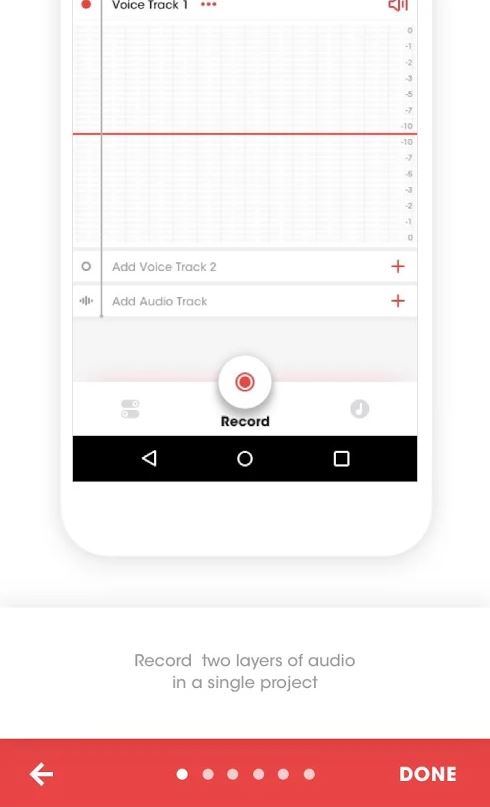 Voice Track 1
0
-1
-2
-3
-5
-7
-10
-10
-7
-5
-3
-2
-1
0
Add Voice Track 2
Add Audio Track
Record
Record two layers of audio
in a single project
DONE